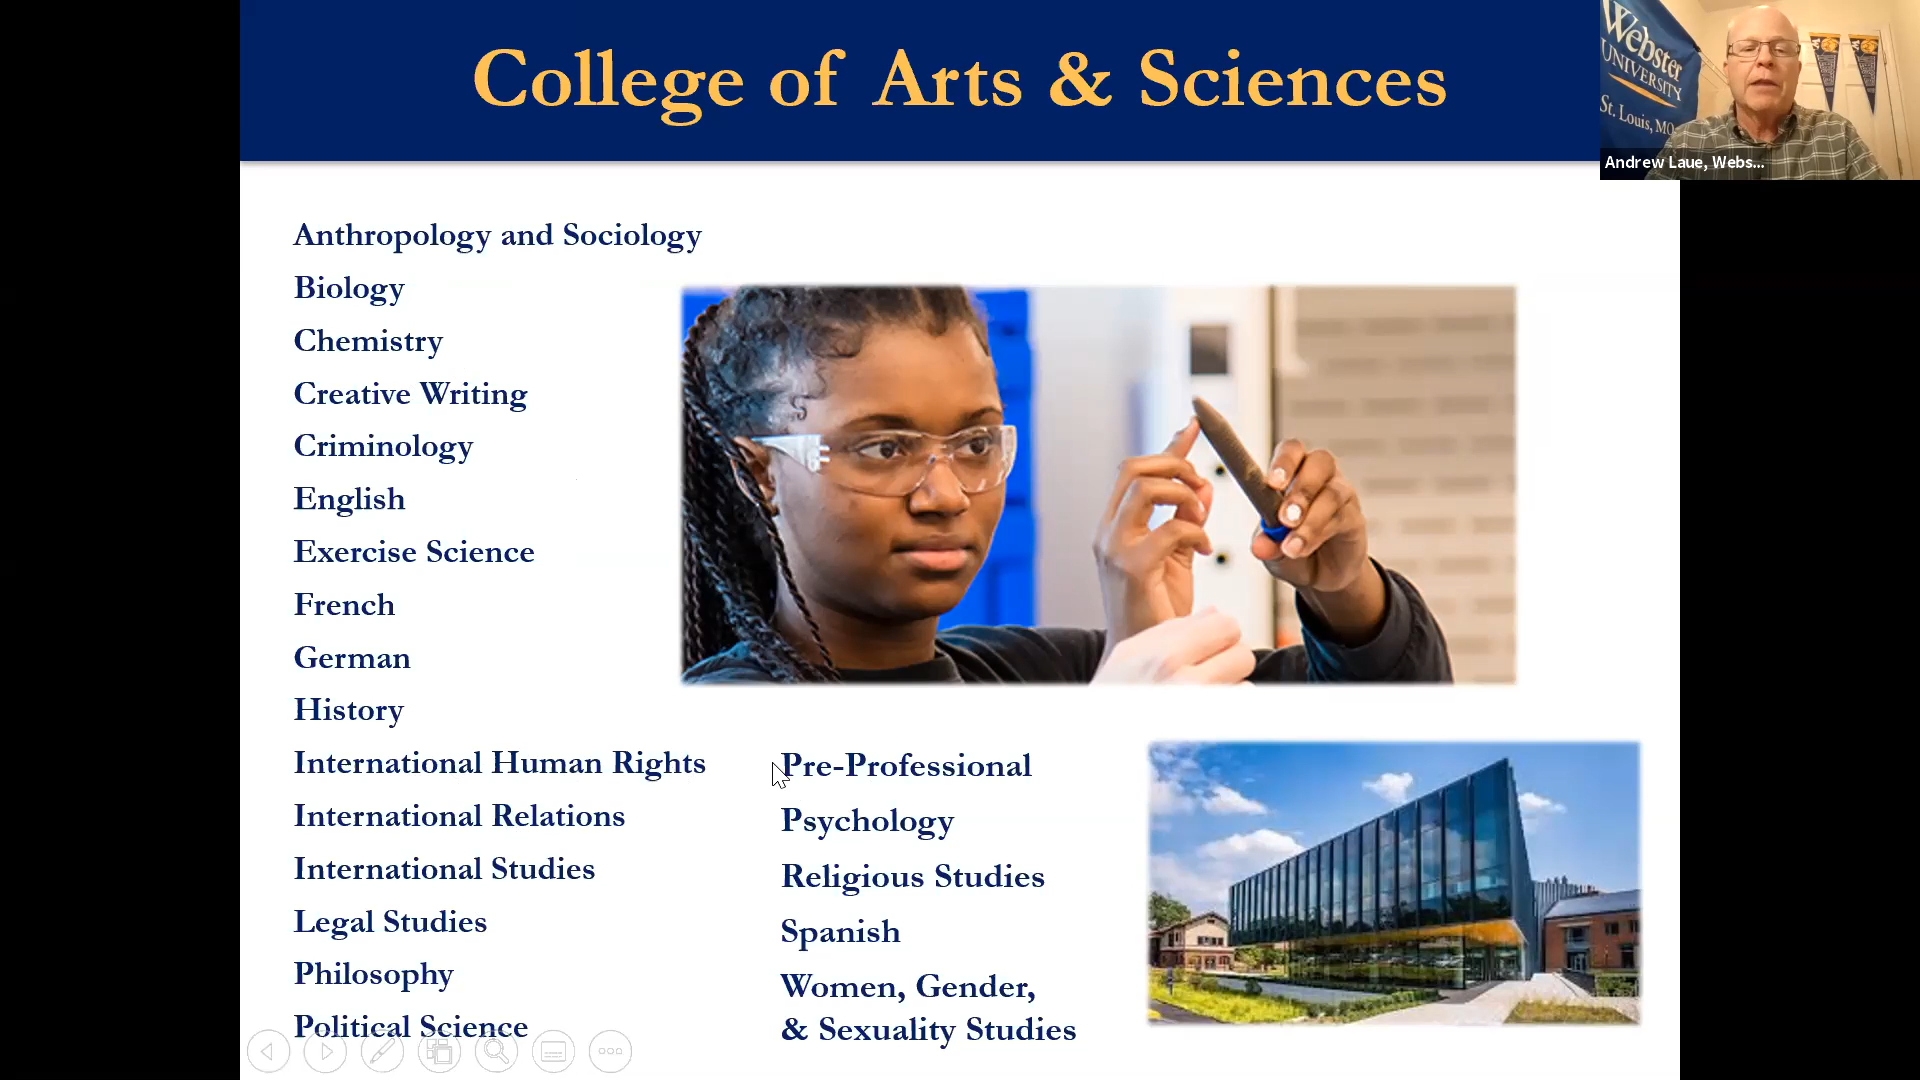 College of Arts & Sciences
Webster
UNIVERSITY
St. Louis, MO
Andrew Laue, Webs...
Anthropology and Sociology
Biology
Chemistry
Creative Writing
Criminology
English
Exercise Science
French
German
History
International Human Rights
International Relations
International Studies
Legal Studies
Philosophy
Political Science
Pre-Professional
Psychology
Religious Studies
Spanish
Women, Gender,
& Sexuality Studies